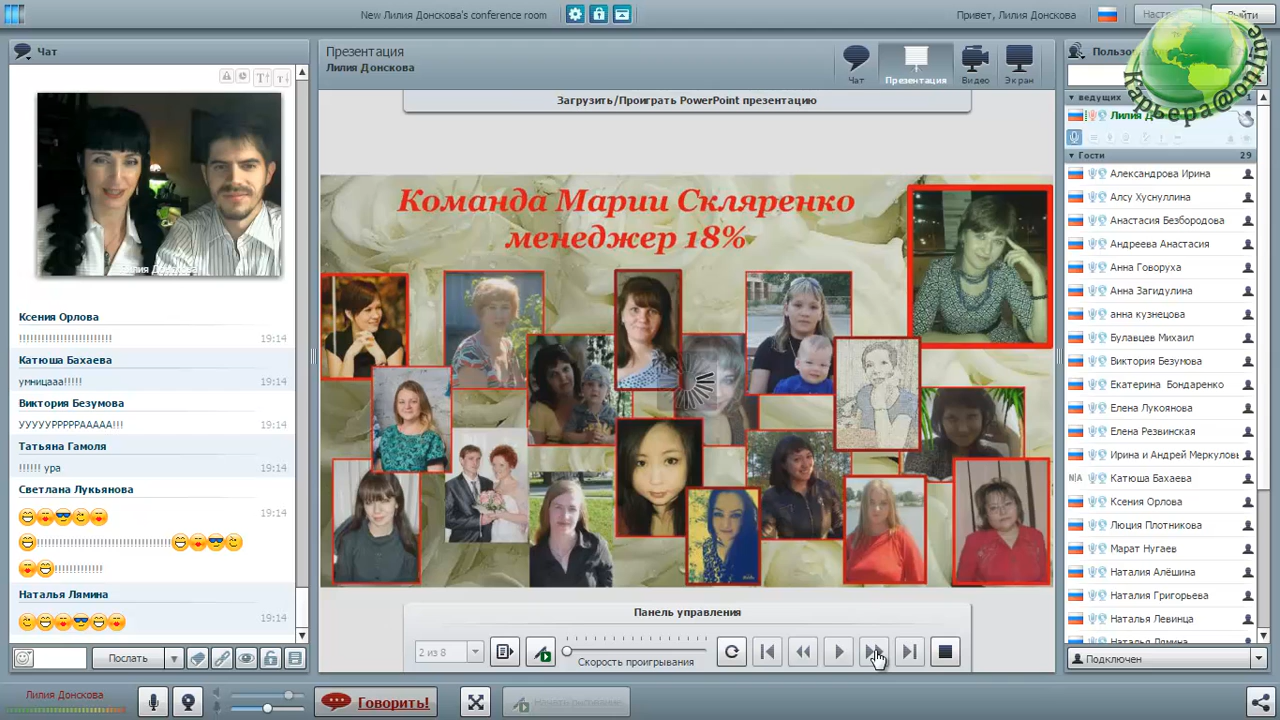 New Лилия Донскова's conference room
Привет, Лилия Донскова
Выйти
Чат
Ксения Орлова
!!!!!!!!!!!!!!!!!!!!!!!!!!
19:14
Катюша Бахаева
умницааа!!!!!
19:14
Виктория Безумова
УУУУУРРРРРААААА!!!
19:14
Татьяна Гамоля
!!!!!! ура
19:14
Светлана Лукьянова
19:14
Наталья Лямина
19:14
Послать
Презентация
Лилия Донскова
Чат
Презентация
Видео
Экран
Загрузить/Проиграть PowerPoint презентацию
Команда Марии Скляренко
менеджер 18%
Панель управления
2 из 8
Скорость проигрывания
Карьера@online
ведущих
1
Гости
29
Александрова Ирина
Алсу Хуснуллина
Анастасия Безбородова
Андреева Анастасия
Анна Говоруха
Анна Загидулина
анна кузнецова
Булавцев Михаил
Виктория Безумова
Екатерина Бондаренко
Елена Лукоянова
Елена Резвинская
Ирина и Андрей Меркуловы
N/A Катюша Бахаева
Ксения Орлова
Люция Плотникова
Марат Нугаев
Наталия Алёшина
Наталия Григорьева
Наталья Левинца
Наталья Лямина
Подключен
Лилия Донскова
Говорить!